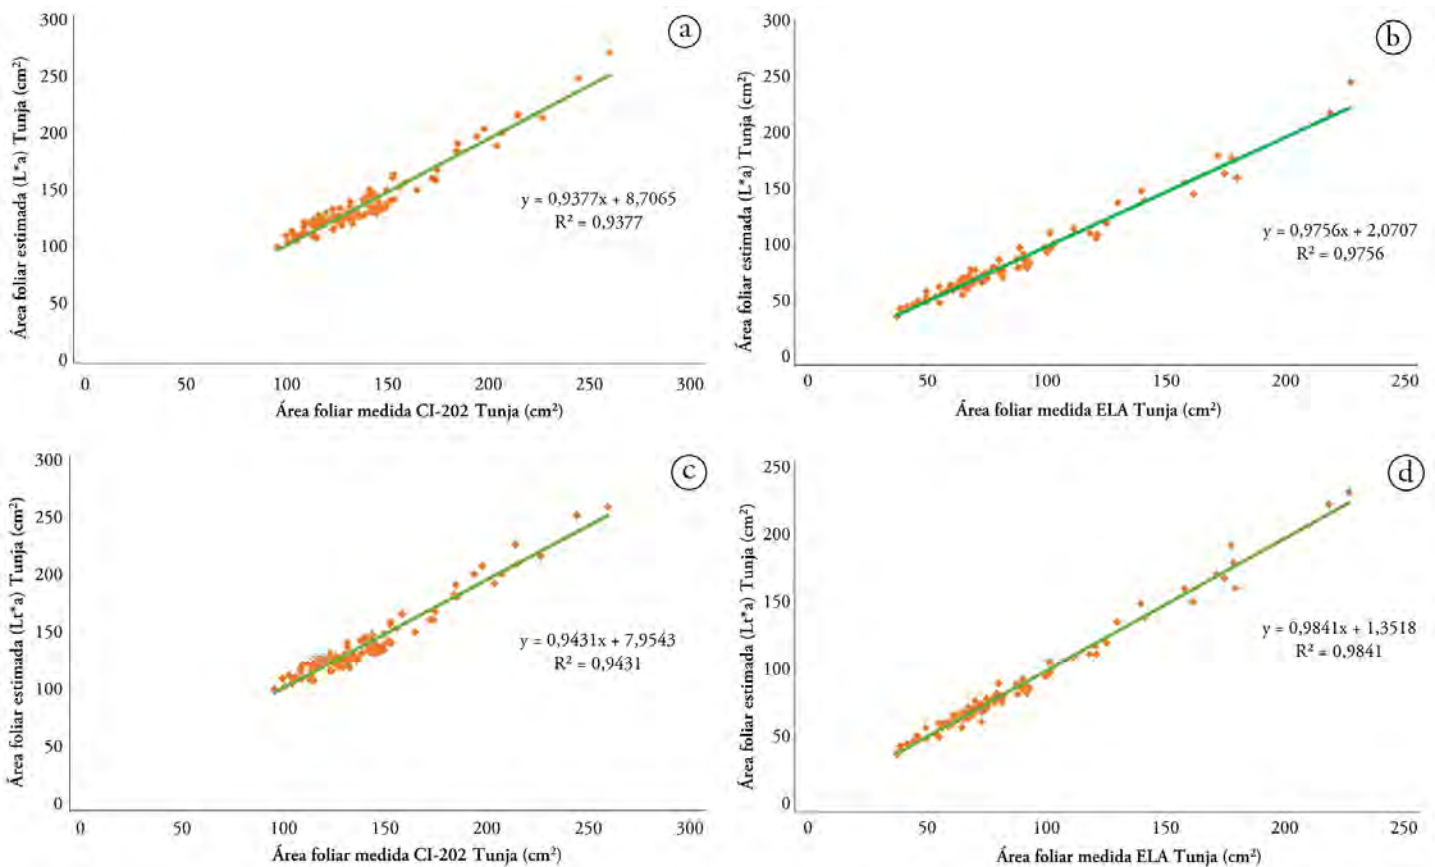 a
Área foliar estimada (L*a) Tunja (cm²)
300
250
200
150
100
50
0
y = 0,9377x + 8,7065
R² = 0,9377
0 50 100 150 200 250 300
Área foliar medida CI-202 Tunja (cm²)
b
Área foliar estimada (L*a) Tunja (cm²)
300
250
200
150
100
50
0
y = 0,9756x + 2,0707
R² = 0,9756
0 50 100 150 200 250
Área foliar medida ELA Tunja (cm²)
c
Área foliar estimada (Lt*a) Tunja (cm²)
300
250
200
150
100
50
0
y = 0,9431x + 7,9543
R² = 0,9431
0 50 100 150 200 250 300
Área foliar medida CI-202 Tunja (cm²)
d
Área foliar estimada (Lt*a) Tunja (cm²)
250
200
150
100
50
0
y = 0,9841x + 1,3518
R² = 0,9841
0 50 100 150 200 250
Área foliar medida ELA Tunja (cm²)